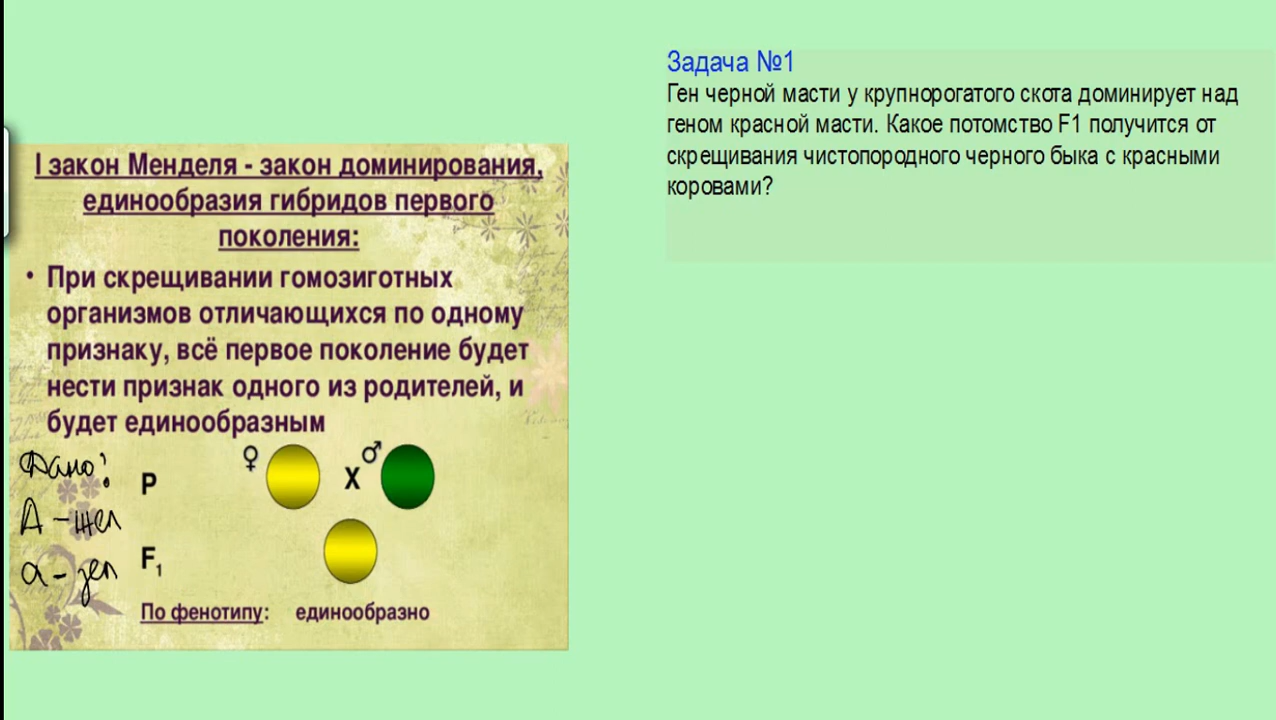 I закон Менделя - закон доминирования,
единообразия гибридов первого
поколения:
• При скрещивании гомозиготных
организмов отличающихся по одному
признаку, всё первое поколение будет
нести признак одного из родителей, и
будет единообразным
Дано:
А - жел
а - зел
P ♀ X ♂
F₁
По фенотипу: единообразно
Задача №1
Ген черной масти у крупнорогатого скота доминирует над
геном красной масти. Какое потомство F1 получится от
скрещивания чистопородного черного быка с красными
коровами?